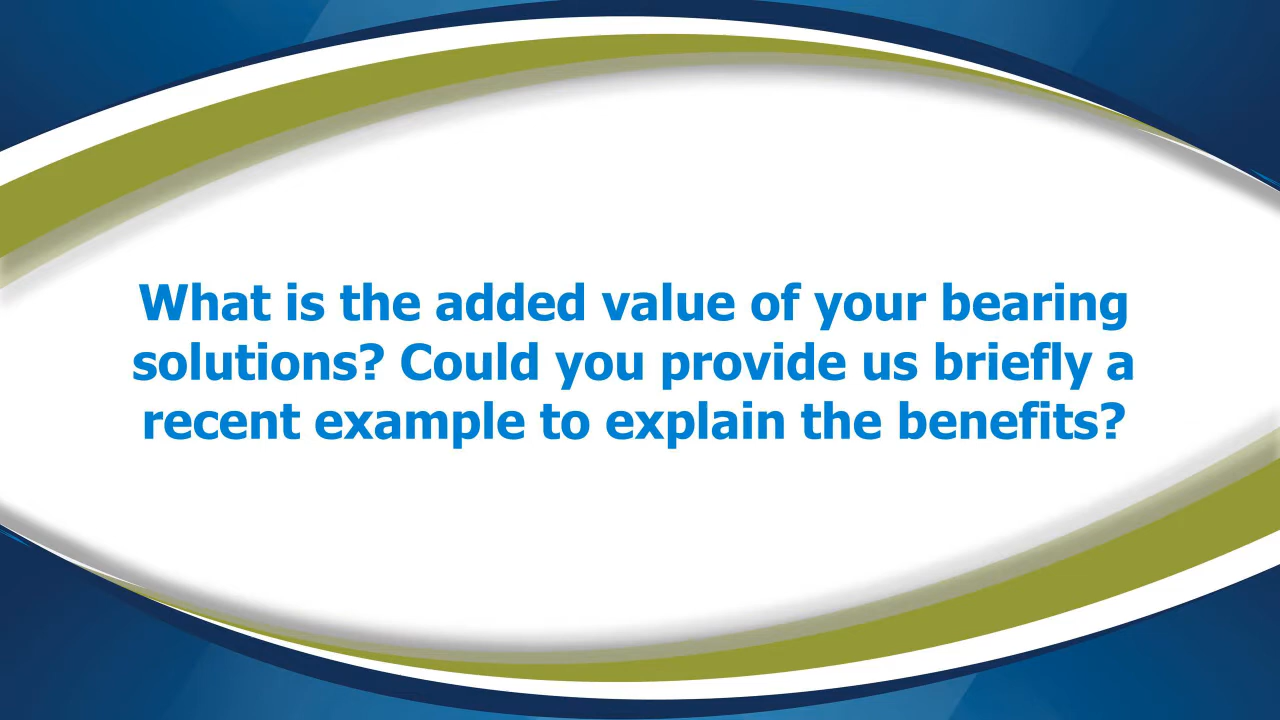 What is the added value of your bearing
solutions? Could you provide us briefly a
recent example to explain the benefits?